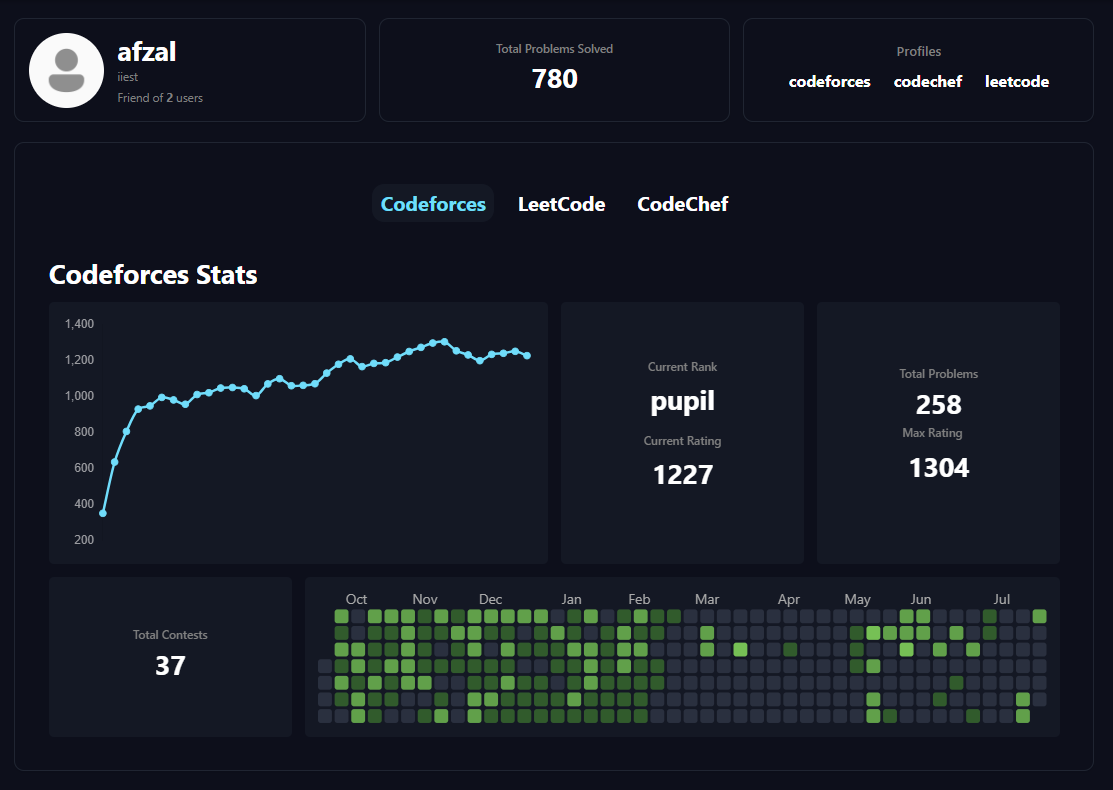 afzal
iiest
Friend of 2 users
Total Problems Solved
780
Profiles
codeforces codechef leetcode
Codeforces LeetCode CodeChef
Codeforces Stats
1,400
1,200
1,000
800
600
400
200
Current Rank
pupil
Current Rating
1227
Total Problems
258
Max Rating
1304
Total Contests
37
Oct Nov Dec Jan Feb Mar Apr May Jun Jul